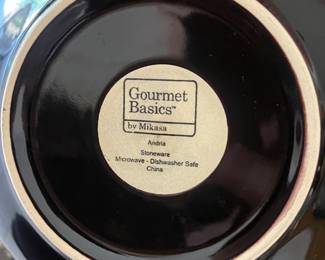 Gourmet
Basics™
by Mikasa
Andria
Stoneware
Microwave - Dishwasher Safe
China